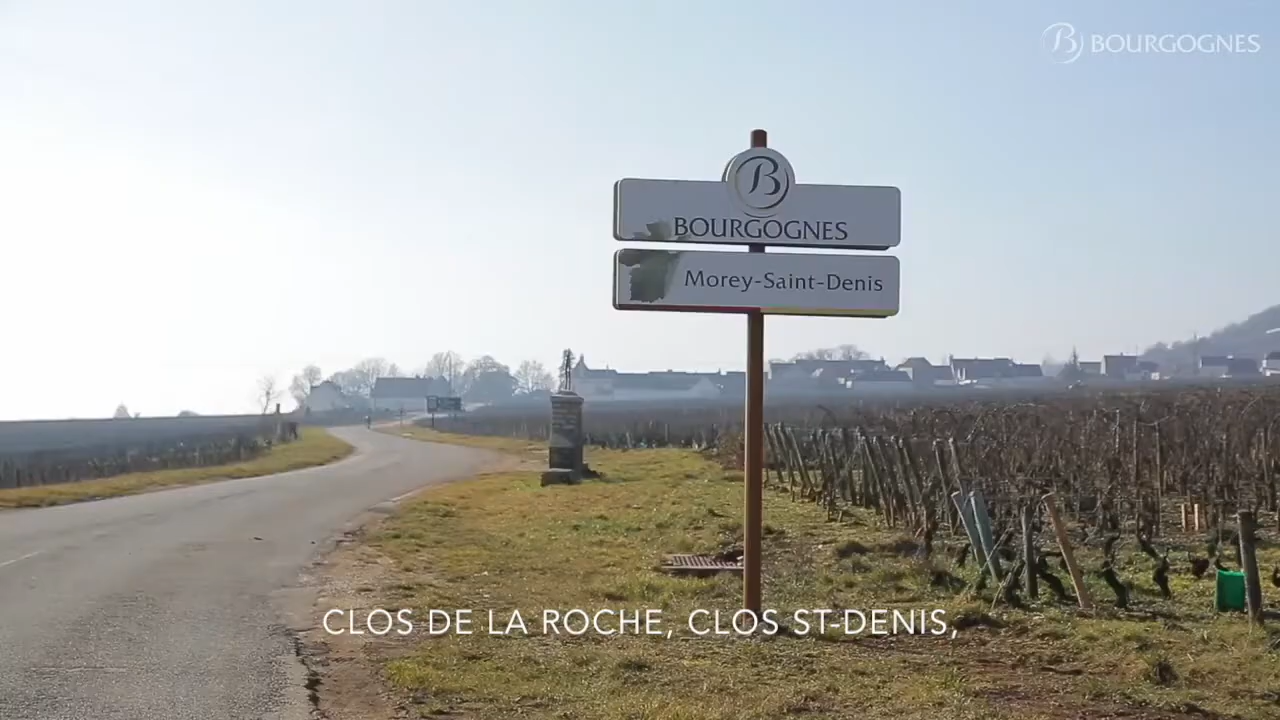 B BOURGOGNES
B
BOURGOGNES
Morey-Saint-Denis
CLOS DE LA ROCHE, CLOS ST-DENIS,